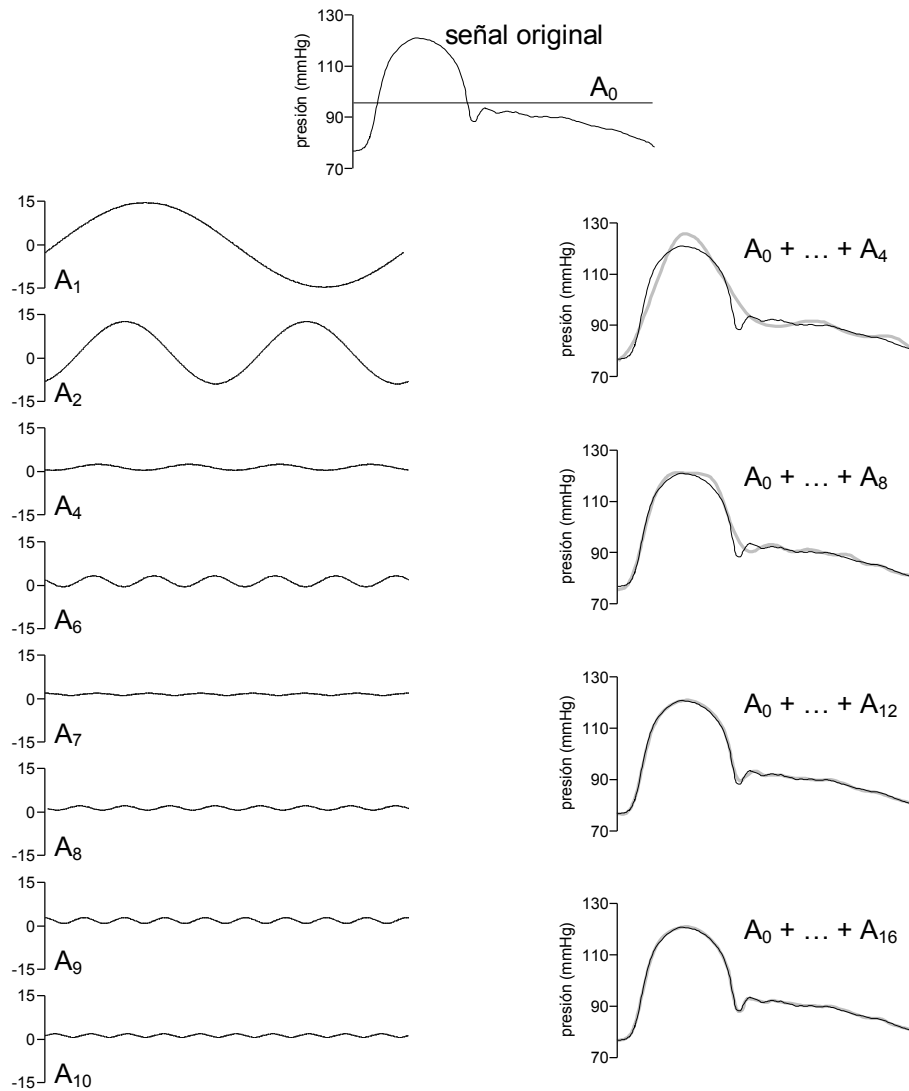 señal original
A0
presión (mmHg)
130
110
90
70
15
0
-15
A1
15
0
-15
A2
15
0
-15
A4
15
0
-15
A6
15
0
-15
A7
15
0
-15
A8
15
0
-15
A9
15
0
-15
A10
presión (mmHg)
130
110
90
70
A0 + … + A4
presión (mmHg)
130
110
90
70
A0 + … + A8
presión (mmHg)
130
110
90
70
A0 + … + A12
presión (mmHg)
130
110
90
70
A0 + … + A16